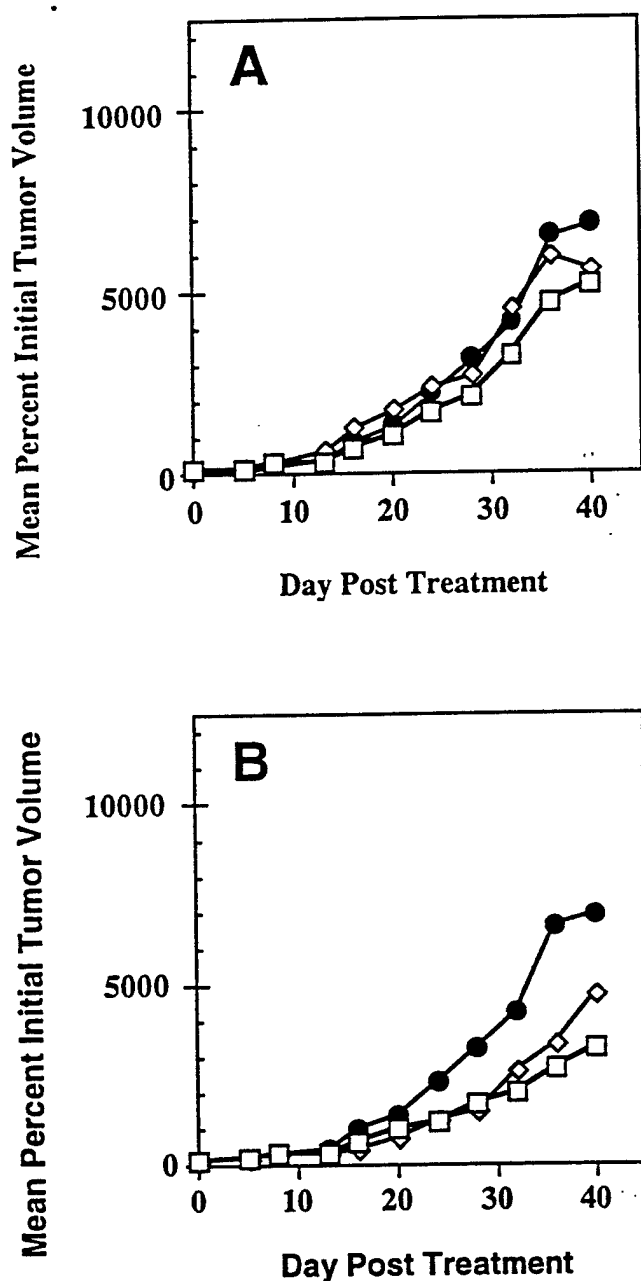 A
Mean Percent Initial Tumor Volume
10000
5000
0
0 10 20 30 40
Day Post Treatment
B
Mean Percent Initial Tumor Volume
10000
5000
0
0 10 20 30 40
Day Post Treatment